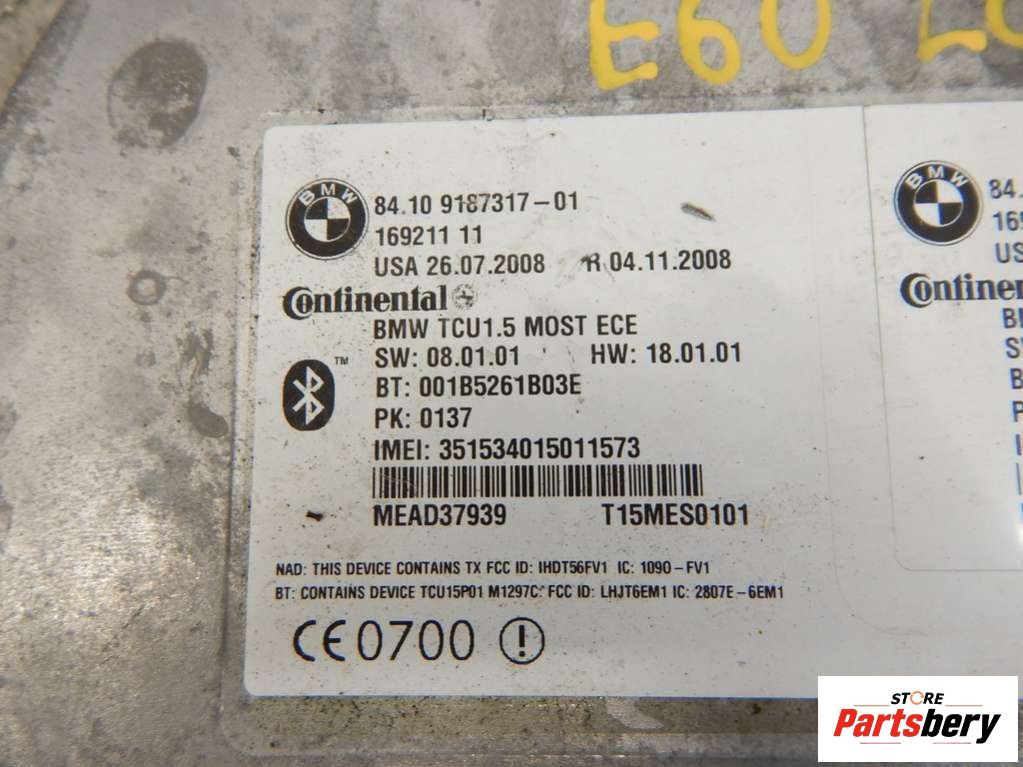 E60
BMW
84.10 9187317-01
169211 11
USA 26.07.2008 R 04.11.2008
Continental
BMW TCU1.5 MOST ECE
SW: 08.01.01 HW: 18.01.01
TM
BT: 001B5261B03E
PK: 0137
IMEI: 351534015011573
MEAD37939 T15MES0101
NAD: THIS DEVICE CONTAINS TX FCC ID: IHDT56FV1 IC: 1090-FV1
BT: CONTAINS DEVICE TCU15P01 M1297C FCC ID: LHJT6EM1 IC: 2807E-6EM1
CE0700 !
BMW
84.
169
US
STORE
Partsbery